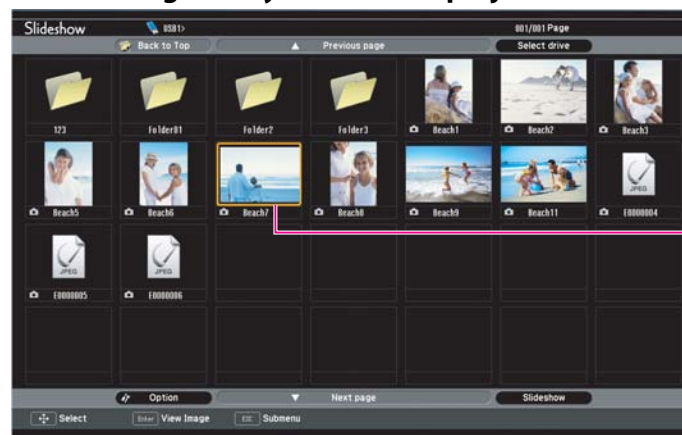 Slideshow USB1> 001/001 Page
Back to Top ▲ Previous page Select drive
123 Folder01 Folder2 Folder3 Beach1 Beach2 Beach3
JPEG
Beach5 Beach6 Beach7 Beach8 Beach9 Beach11 E0000004
JPEG JPEG
E0000005 E0000006
Option ▼ Next page Slideshow
Select Enter View Image ESC Submenu